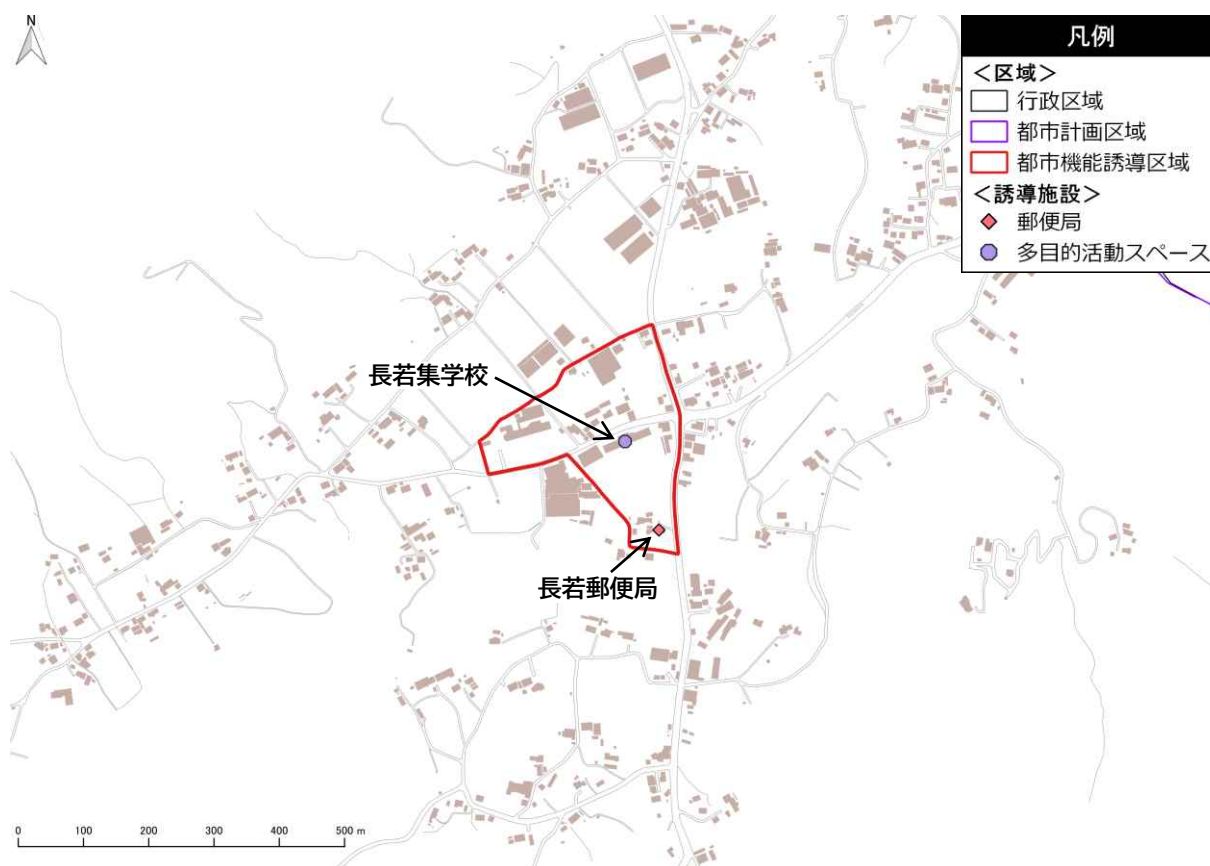 N
凡例
＜区域＞
行政区域
都市計画区域
都市機能誘導区域
＜誘導施設＞
郵便局
多目的活動スペース
長若集学校
長若郵便局
0 100 200 300 400 500 m